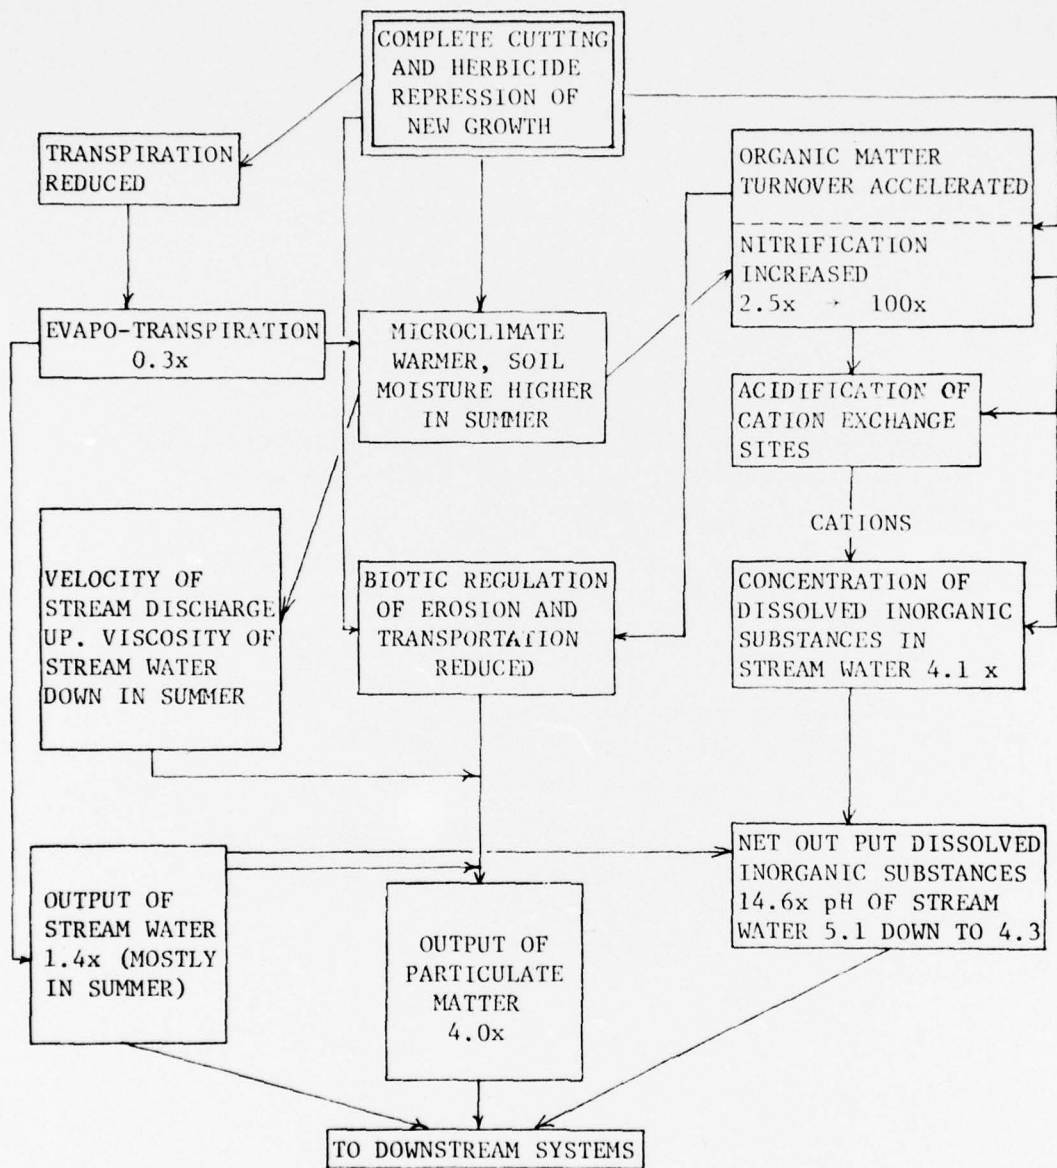 COMPLETE CUTTING
AND HERBICIDE
REPRESSION OF
NEW GROWTH
TRANSPIRATION
REDUCED
ORGANIC MATTER
TURNOVER ACCELERATED
NITRIFICATION
INCREASED
2.5x → 100x
EVAPO-TRANSPIRATION
0.3x
MICROCLIMATE
WARMER, SOIL
MOISTURE HIGHER
IN SUMMER
ACIDIFICATION OF
CATION EXCHANGE
SITES
CATIONS
VELOCITY OF
STREAM DISCHARGE
UP. VISCOSITY OF
STREAM WATER
DOWN IN SUMMER
BIOTIC REGULATION
OF EROSION AND
TRANSPORTATION
REDUCED
CONCENTRATION OF
DISSOLVED INORGANIC
SUBSTANCES IN
STREAM WATER 4.1 x
OUTPUT OF
STREAM WATER
1.4x (MOSTLY
IN SUMMER)
OUTPUT OF
PARTICULATE
MATTER
4.0x
NET OUT PUT DISSOLVED
INORGANIC SUBSTANCES
14.6x pH OF STREAM
WATER 5.1 DOWN TO 4.3
TO DOWNSTREAM SYSTEMS